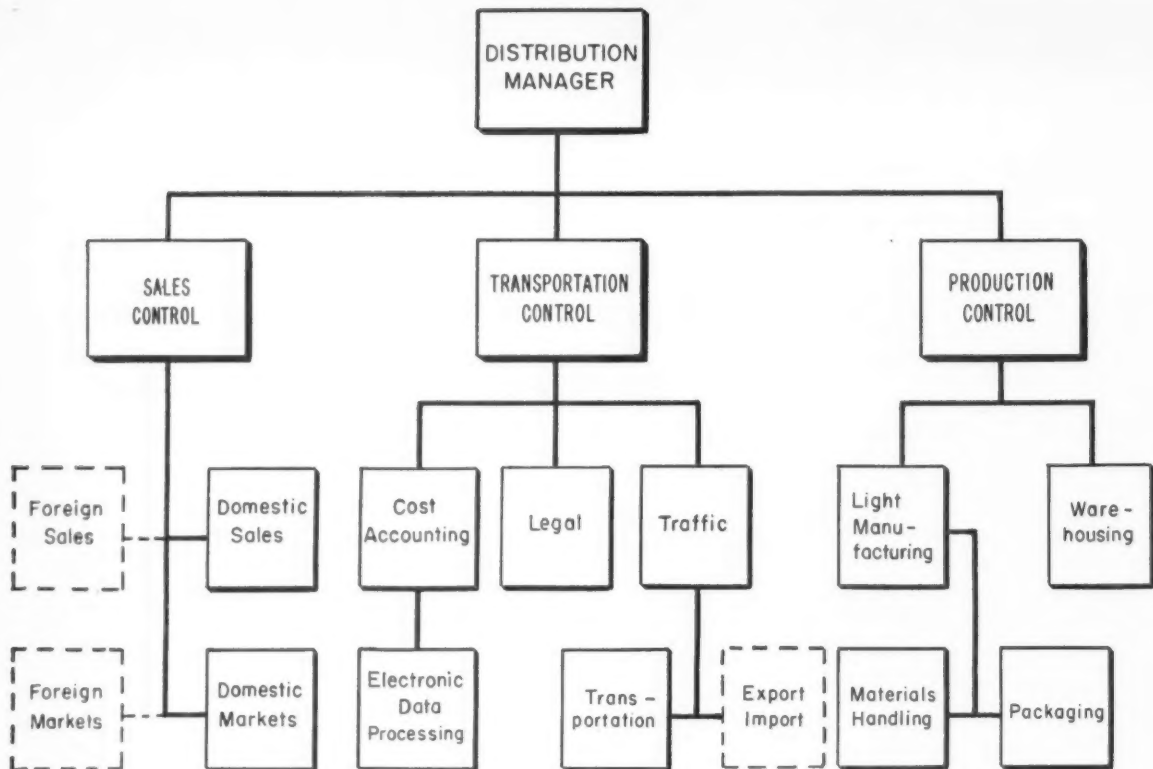 DISTRIBUTION
MANAGER
SALES
CONTROL
TRANSPORTATION
CONTROL
PRODUCTION
CONTROL
Foreign
Sales
Domestic
Sales
Cost
Accounting
Legal
Traffic
Light
Manu-
facturing
Ware-
housing
Foreign
Markets
Domestic
Markets
Electronic
Data
Processing
Trans-
portation
Export
Import
Materials
Handling
Packaging